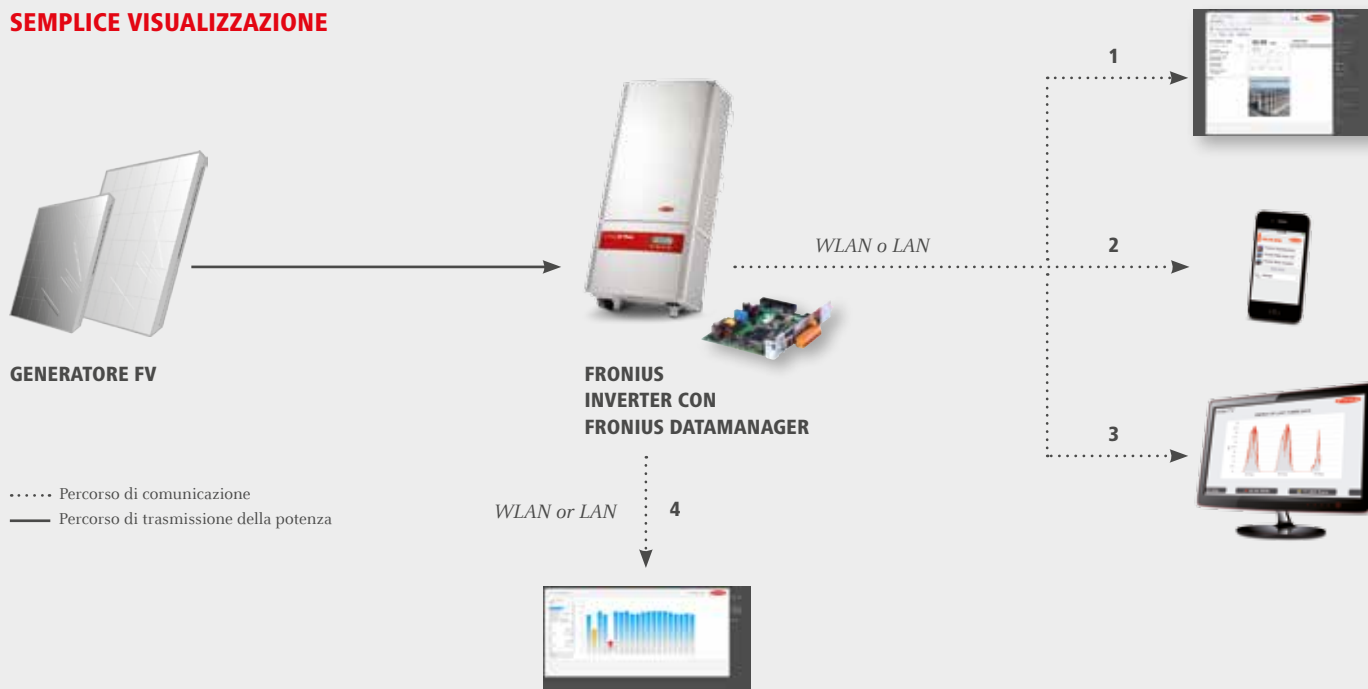 SEMPLICE VISUALIZZAZIONE
1
WLAN o LAN
2
GENERATORE FV
FRONIUS
INVERTER CON
FRONIUS DATAMANAGER
3
Percorso di comunicazione
Percorso di trasmissione della potenza
WLAN or LAN
4